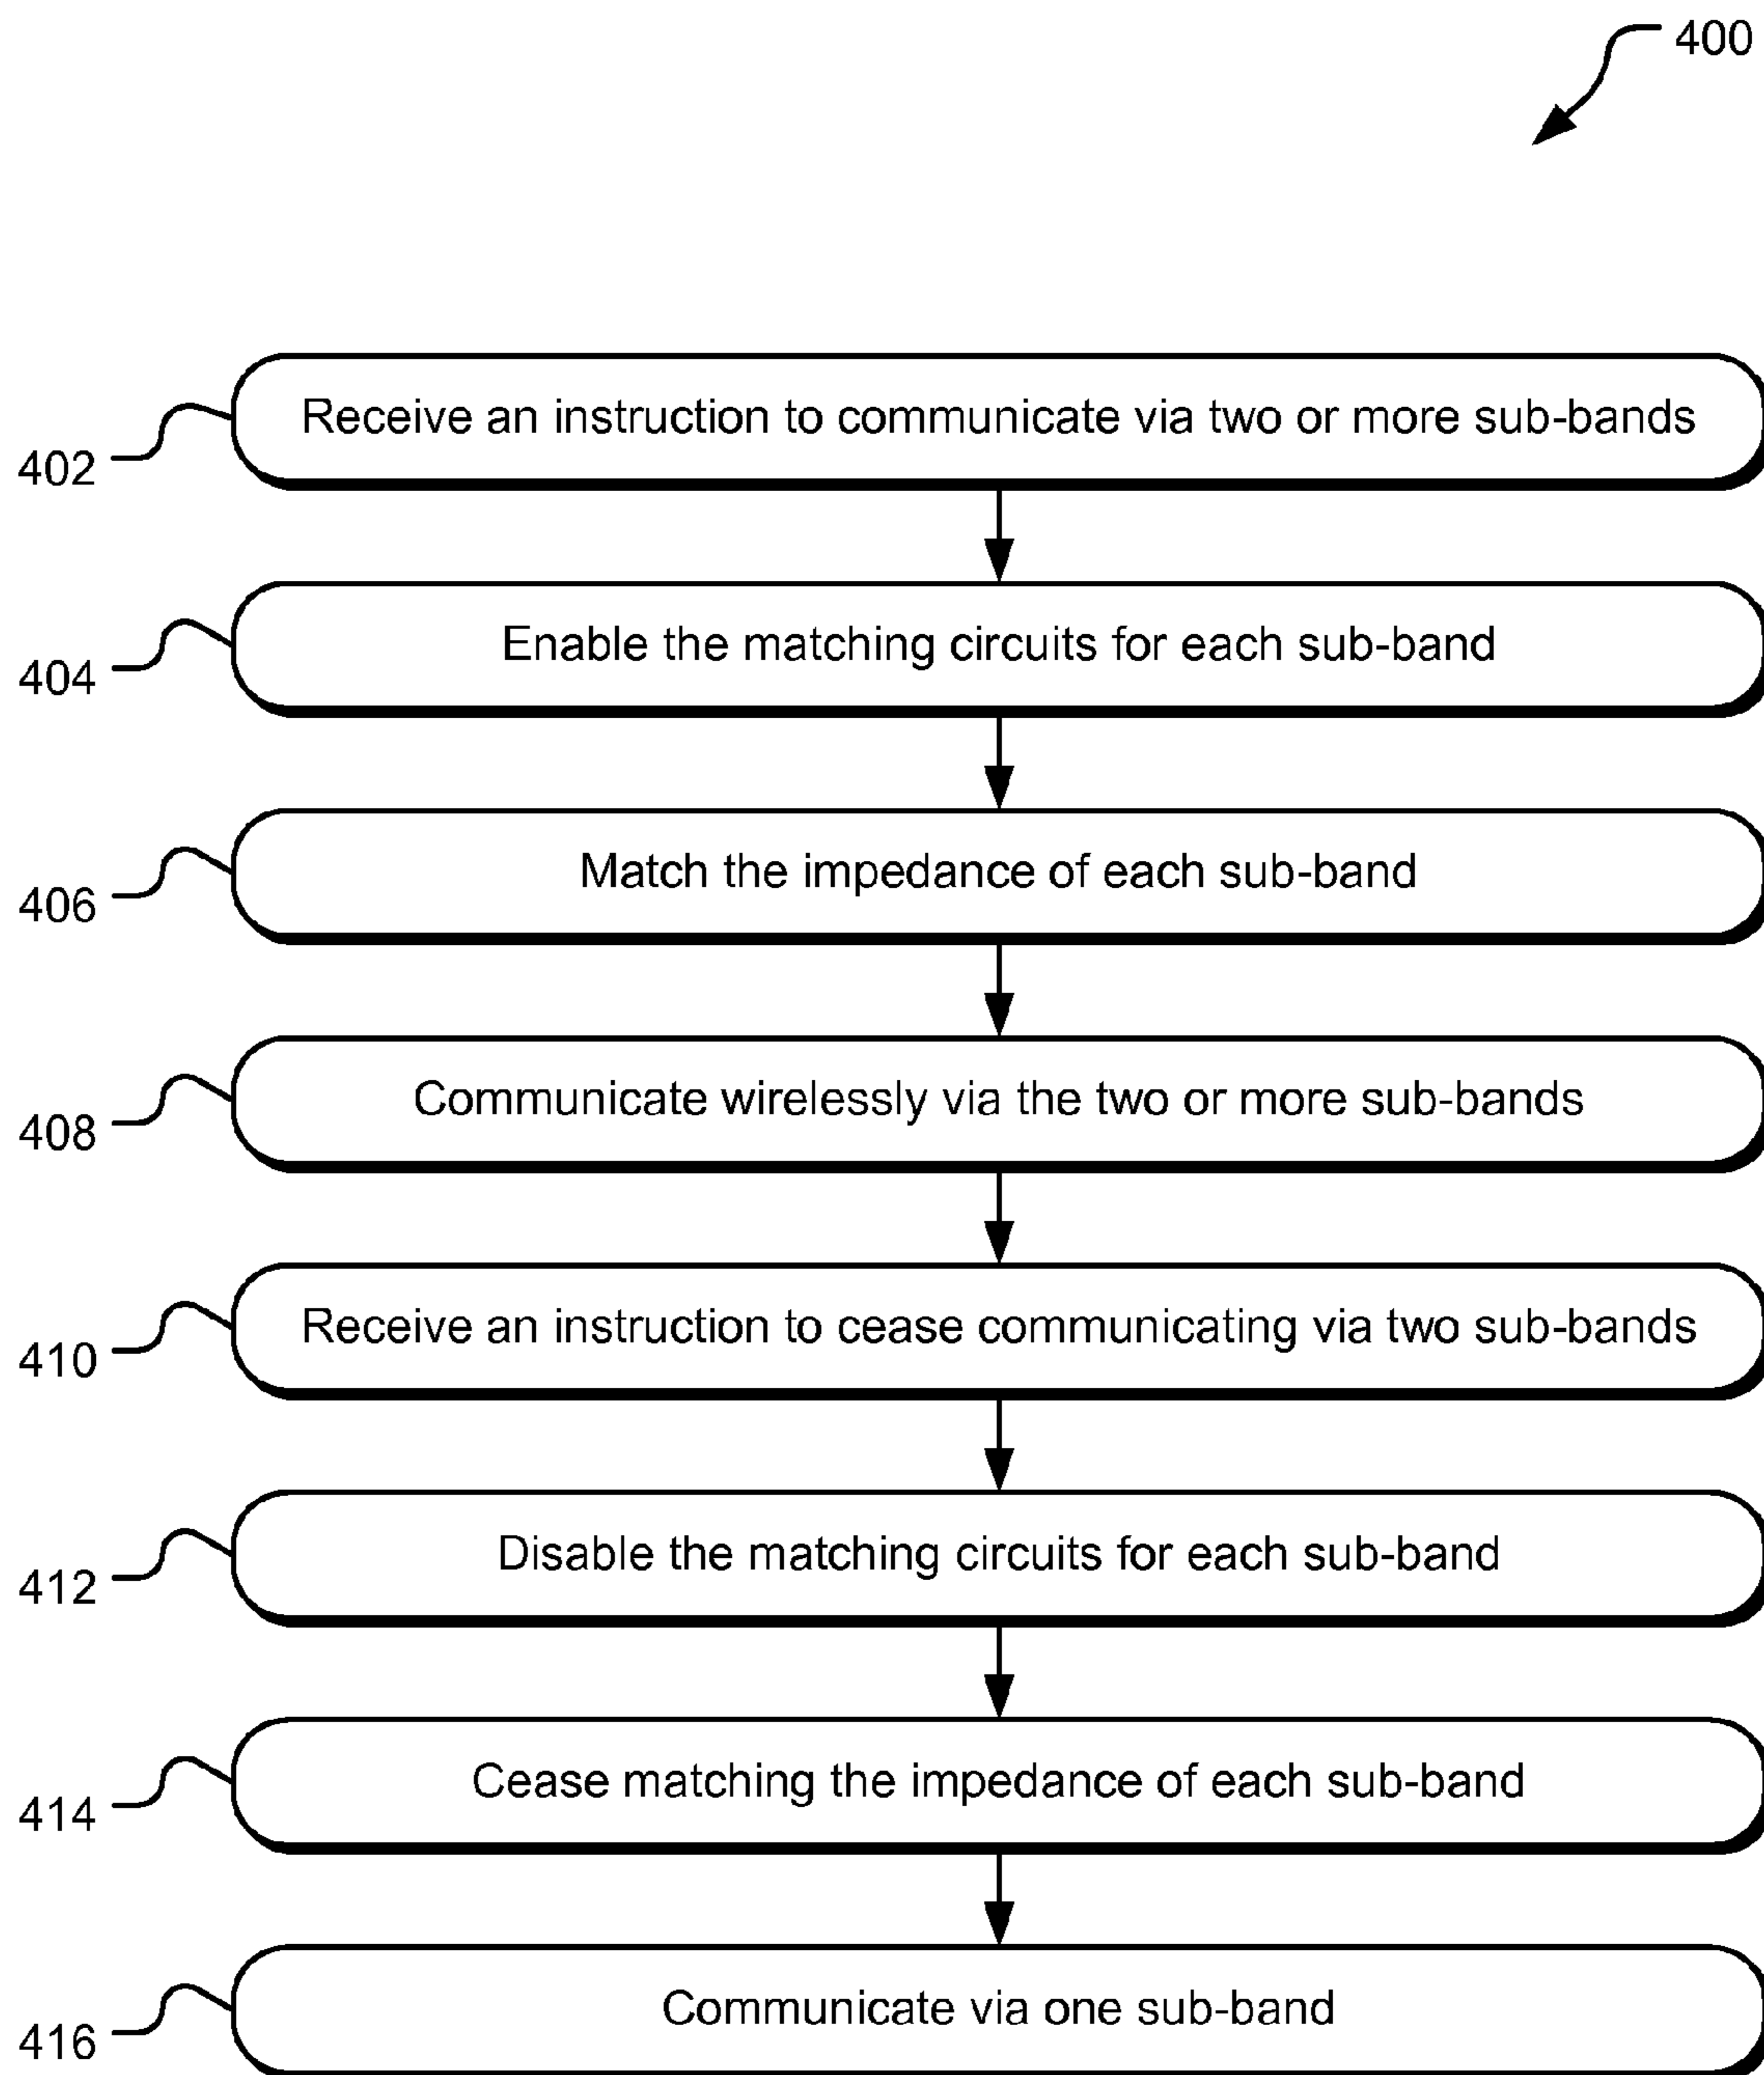 400
Receive an instruction to communicate via two or more sub-bands
402
Enable the matching circuits for each sub-band
404
Match the impedance of each sub-band
406
Communicate wirelessly via the two or more sub-bands
408
Receive an instruction to cease communicating via two sub-bands
410
Disable the matching circuits for each sub-band
412
Cease matching the impedance of each sub-band
414
Communicate via one sub-band
416